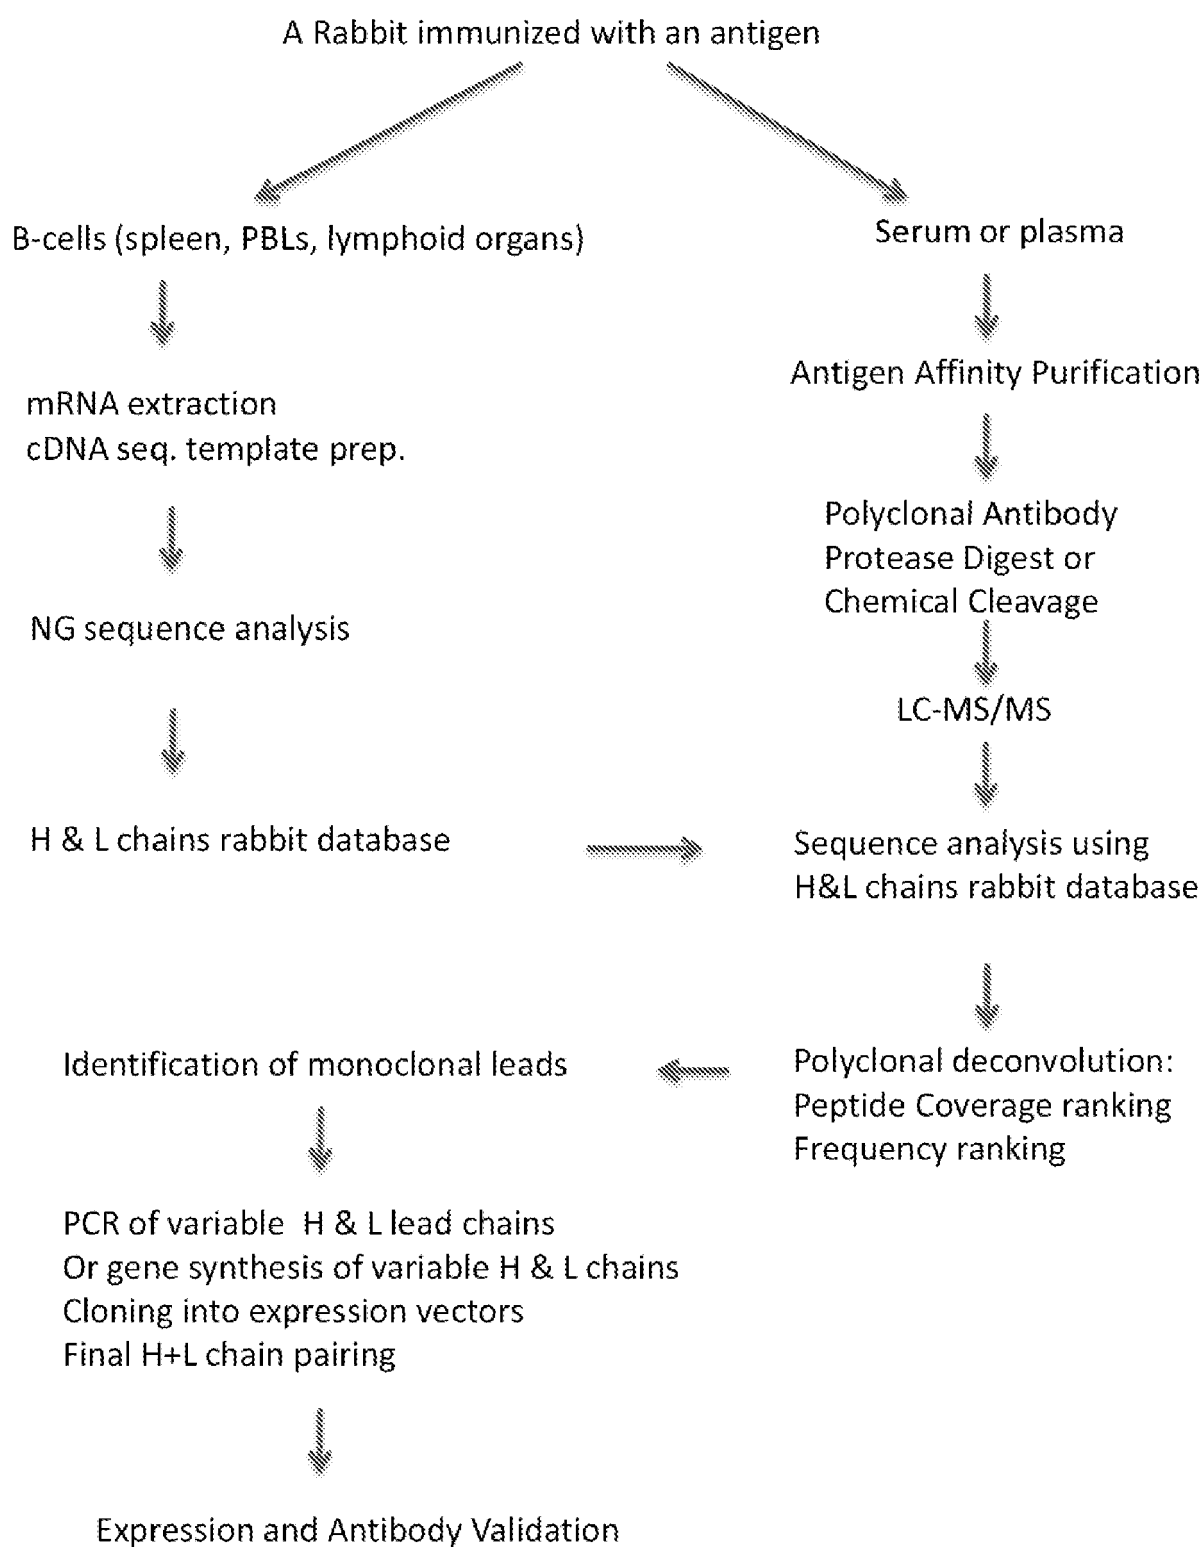 A Rabbit immunized with an antigen
B-cells (spleen, PBLs, lymphoid organs)
Serum or plasma
mRNA extraction
cDNA seq. template prep.
Antigen Affinity Purification
NG sequence analysis
Polyclonal Antibody
Protease Digest or
Chemical Cleavage
LC-MS/MS
H & L chains rabbit database
Sequence analysis using
H&L chains rabbit database
Polyclonal deconvolution:
Peptide Coverage ranking
Frequency ranking
Identification of monoclonal leads
PCR of variable H & L lead chains
Or gene synthesis of variable H & L chains
Cloning into expression vectors
Final H+L chain pairing
Expression and Antibody Validation